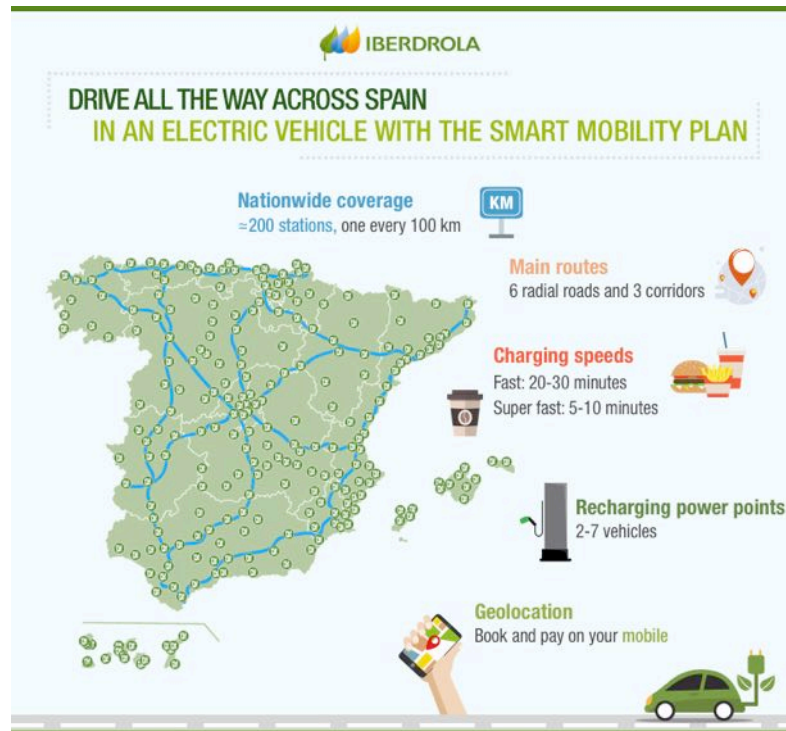 IBERDROLA
DRIVE ALL THE WAY ACROSS SPAIN
IN AN ELECTRIC VEHICLE WITH THE SMART MOBILITY PLAN
Nationwide coverage
≈200 stations, one every 100 km
KM
Main routes
6 radial roads and 3 corridors
Charging speeds
Fast: 20-30 minutes
Super fast: 5-10 minutes
Recharging power points
2-7 vehicles
Geolocation
Book and pay on your mobile